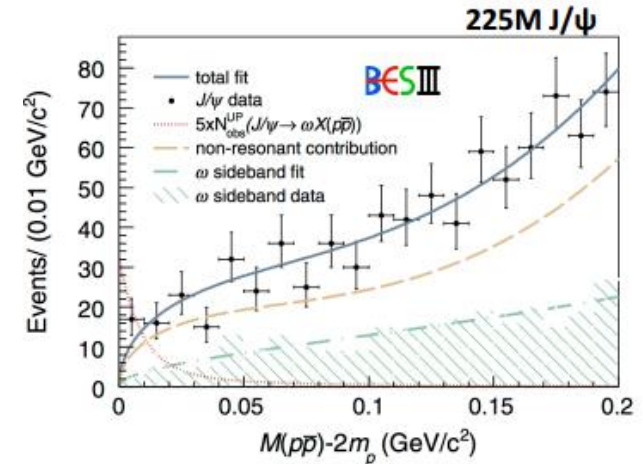 225M J/ψ
80
70
60
50
40
30
20
10
0
Events/ (0.01 GeV/c²)
total fit
J/ψ data
5xN^UP_obs(J/ψ→ ωX(pp̅))
non-resonant contribution
ω sideband fit
ω sideband data
BESIII
0 0.05 0.1 0.15 0.2
M(pp̅)-2m_p (GeV/c²)